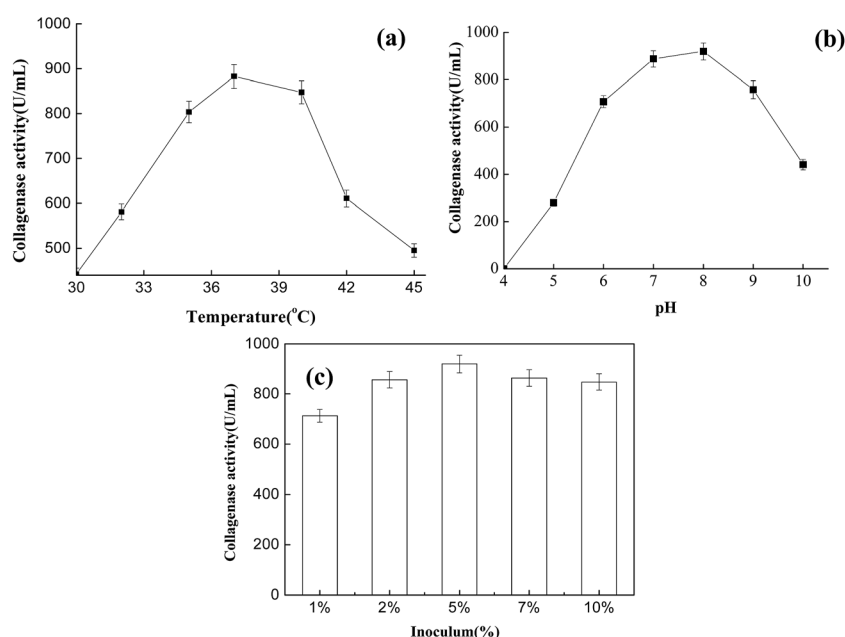 (a)
Collagenase activity(U/mL)
1000
900
800
700
600
500
30 33 36 39 42 45
Temperature(°C)
(b)
Collagenase activity(U/mL)
1000
800
600
400
200
0
4 5 6 7 8 9 10
pH
(c)
Collagenase activity(U/mL)
1000
800
600
400
200
0
1% 2% 5% 7% 10%
Inoculum(%)